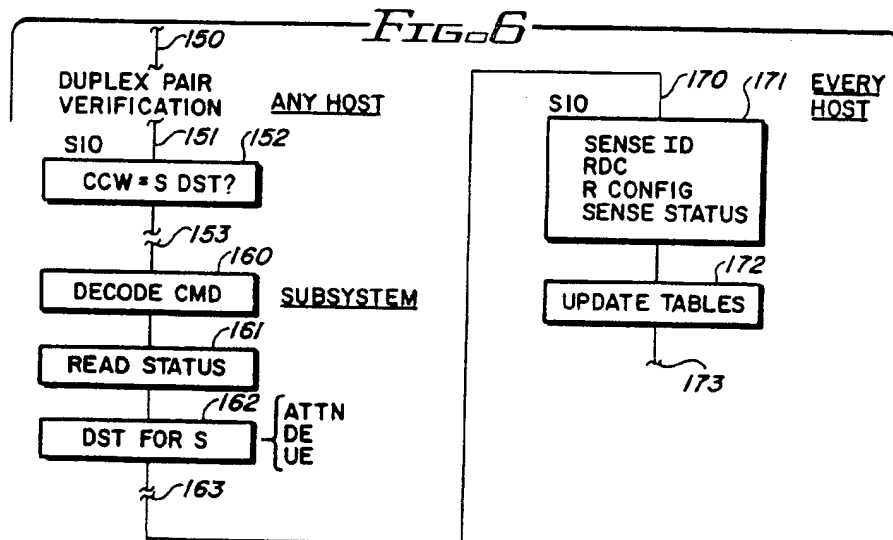 FIG. 6
150
DUPLEX PAIR
VERIFICATION
ANY HOST
151
152
SIO
CCW = S DST?
153
160
DECODE CMD
SUBSYSTEM
161
READ STATUS
162
DST FOR S
ATTN
DE
UE
163
170
171
EVERY
HOST
SIO
SENSE ID
RDC
R CONFIG
SENSE STATUS
172
UPDATE TABLES
173